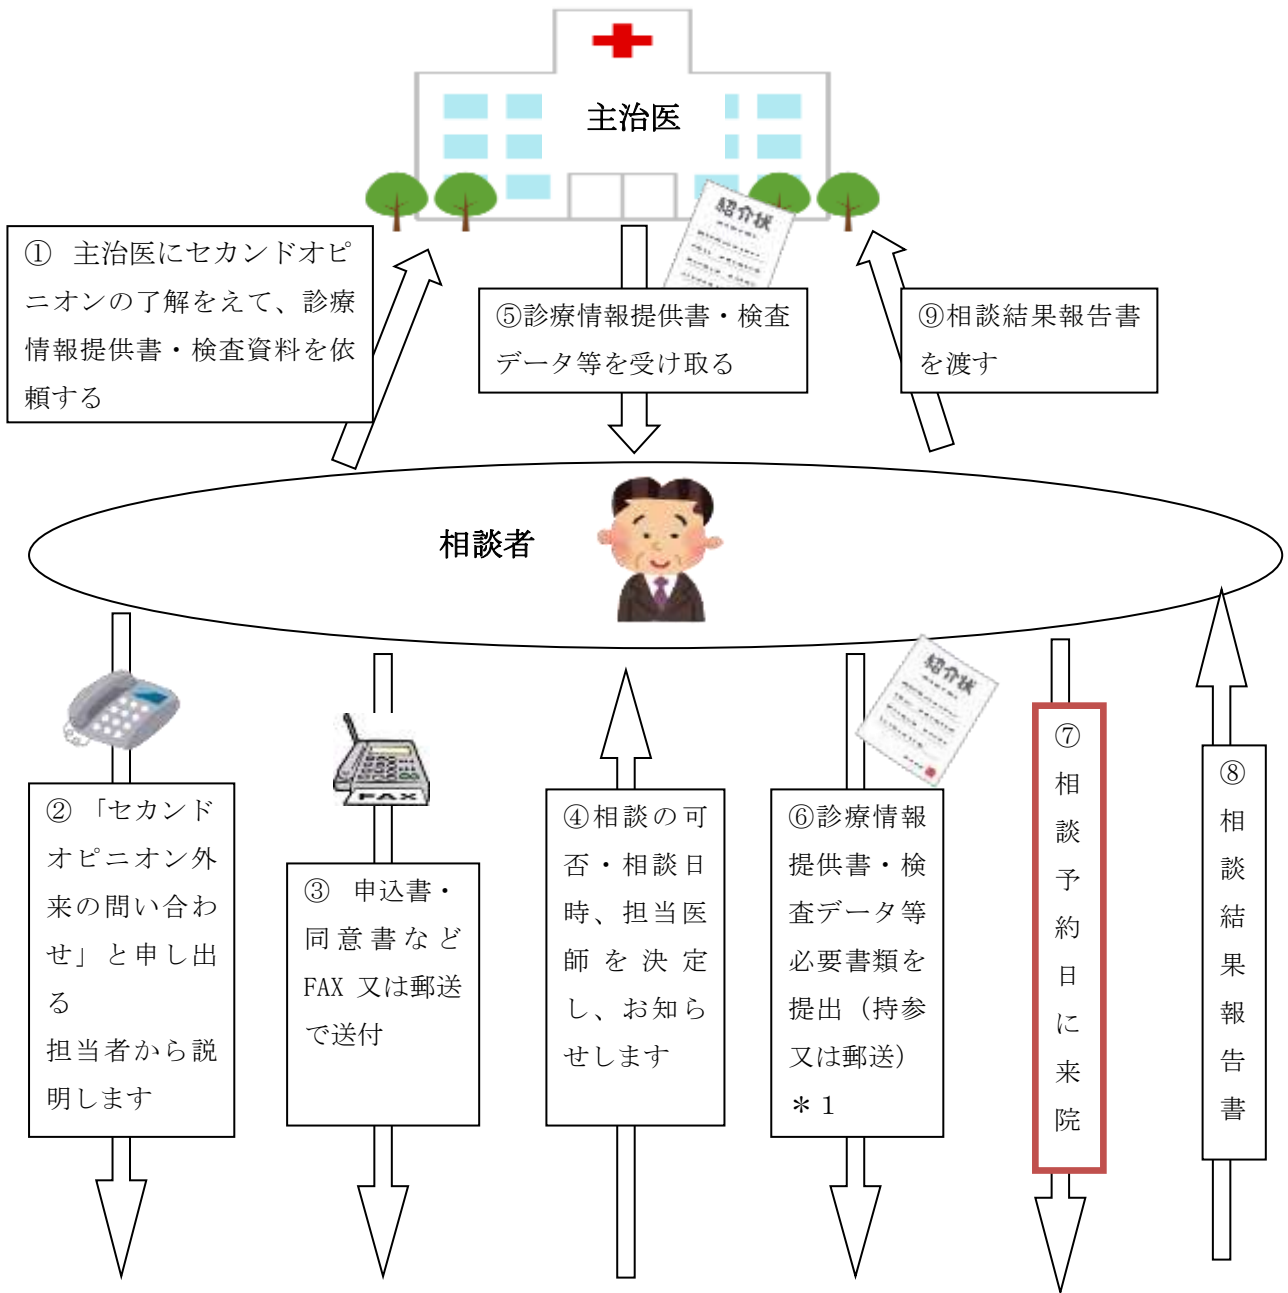 主治医
紹介状
① 主治医にセカンドオピ
ニオンの了解をえて、診療
情報提供書・検査資料を依
頼する
⑤診療情報提供書・検査
データ等を受け取る
⑨相談結果報告書
を渡す
相談者
紹介状
FAX
② 「セカンド
オピニオン外
来の問い合わ
せ」と申し出
る
担当者から説
明します
③ 申込書・
同意書など
FAX 又は郵送
で送付
④相談の可
否・相談日
時、担当医
師を決定
し、お知ら
せします
⑥診療情報
提供書・検
査データ等
必要書類を
提出（持参
又は郵送）
＊１
⑦相談予約日に来院
⑧相談結果報告書